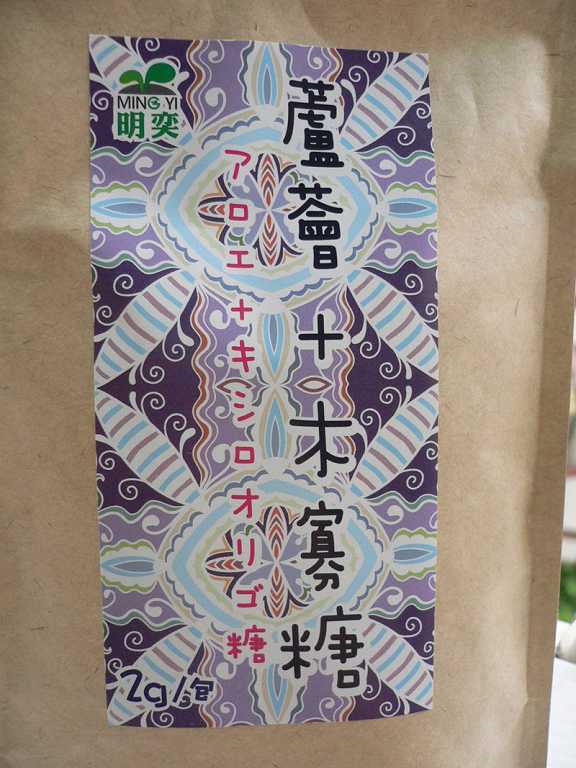 MING YI
明奕
蘆薈+木寡糖
アロエ+キシロオリゴ糖
2g/包